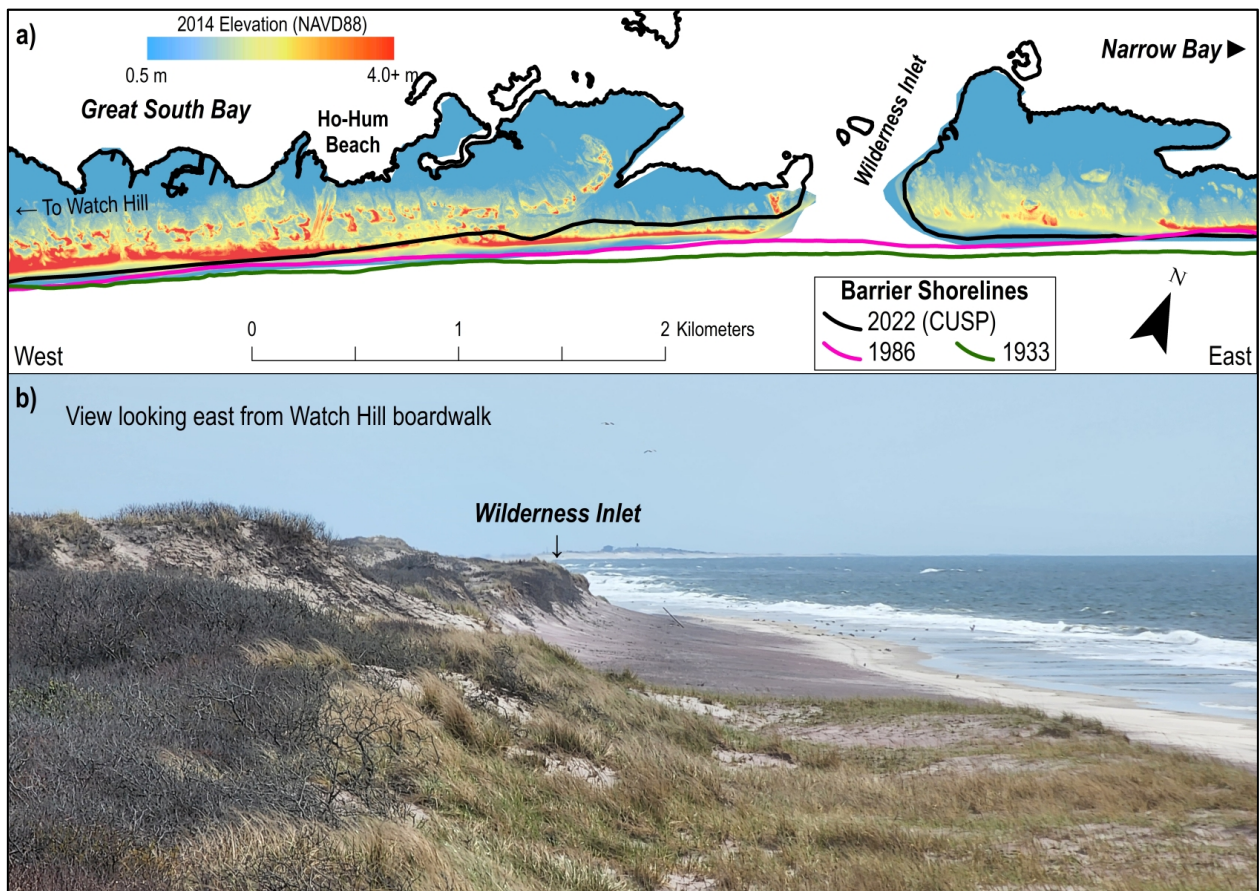 a)
2014 Elevation (NAVD88)
0.5 m
4.0+ m
Narrow Bay ►
Great South Bay
Ho-Hum
Beach
Wilderness Inlet
← To Watch Hill
N
Barrier Shorelines
2022 (CUSP)
1986
1933
0
1
2 Kilometers
West
East
b)
View looking east from Watch Hill boardwalk
Wilderness Inlet